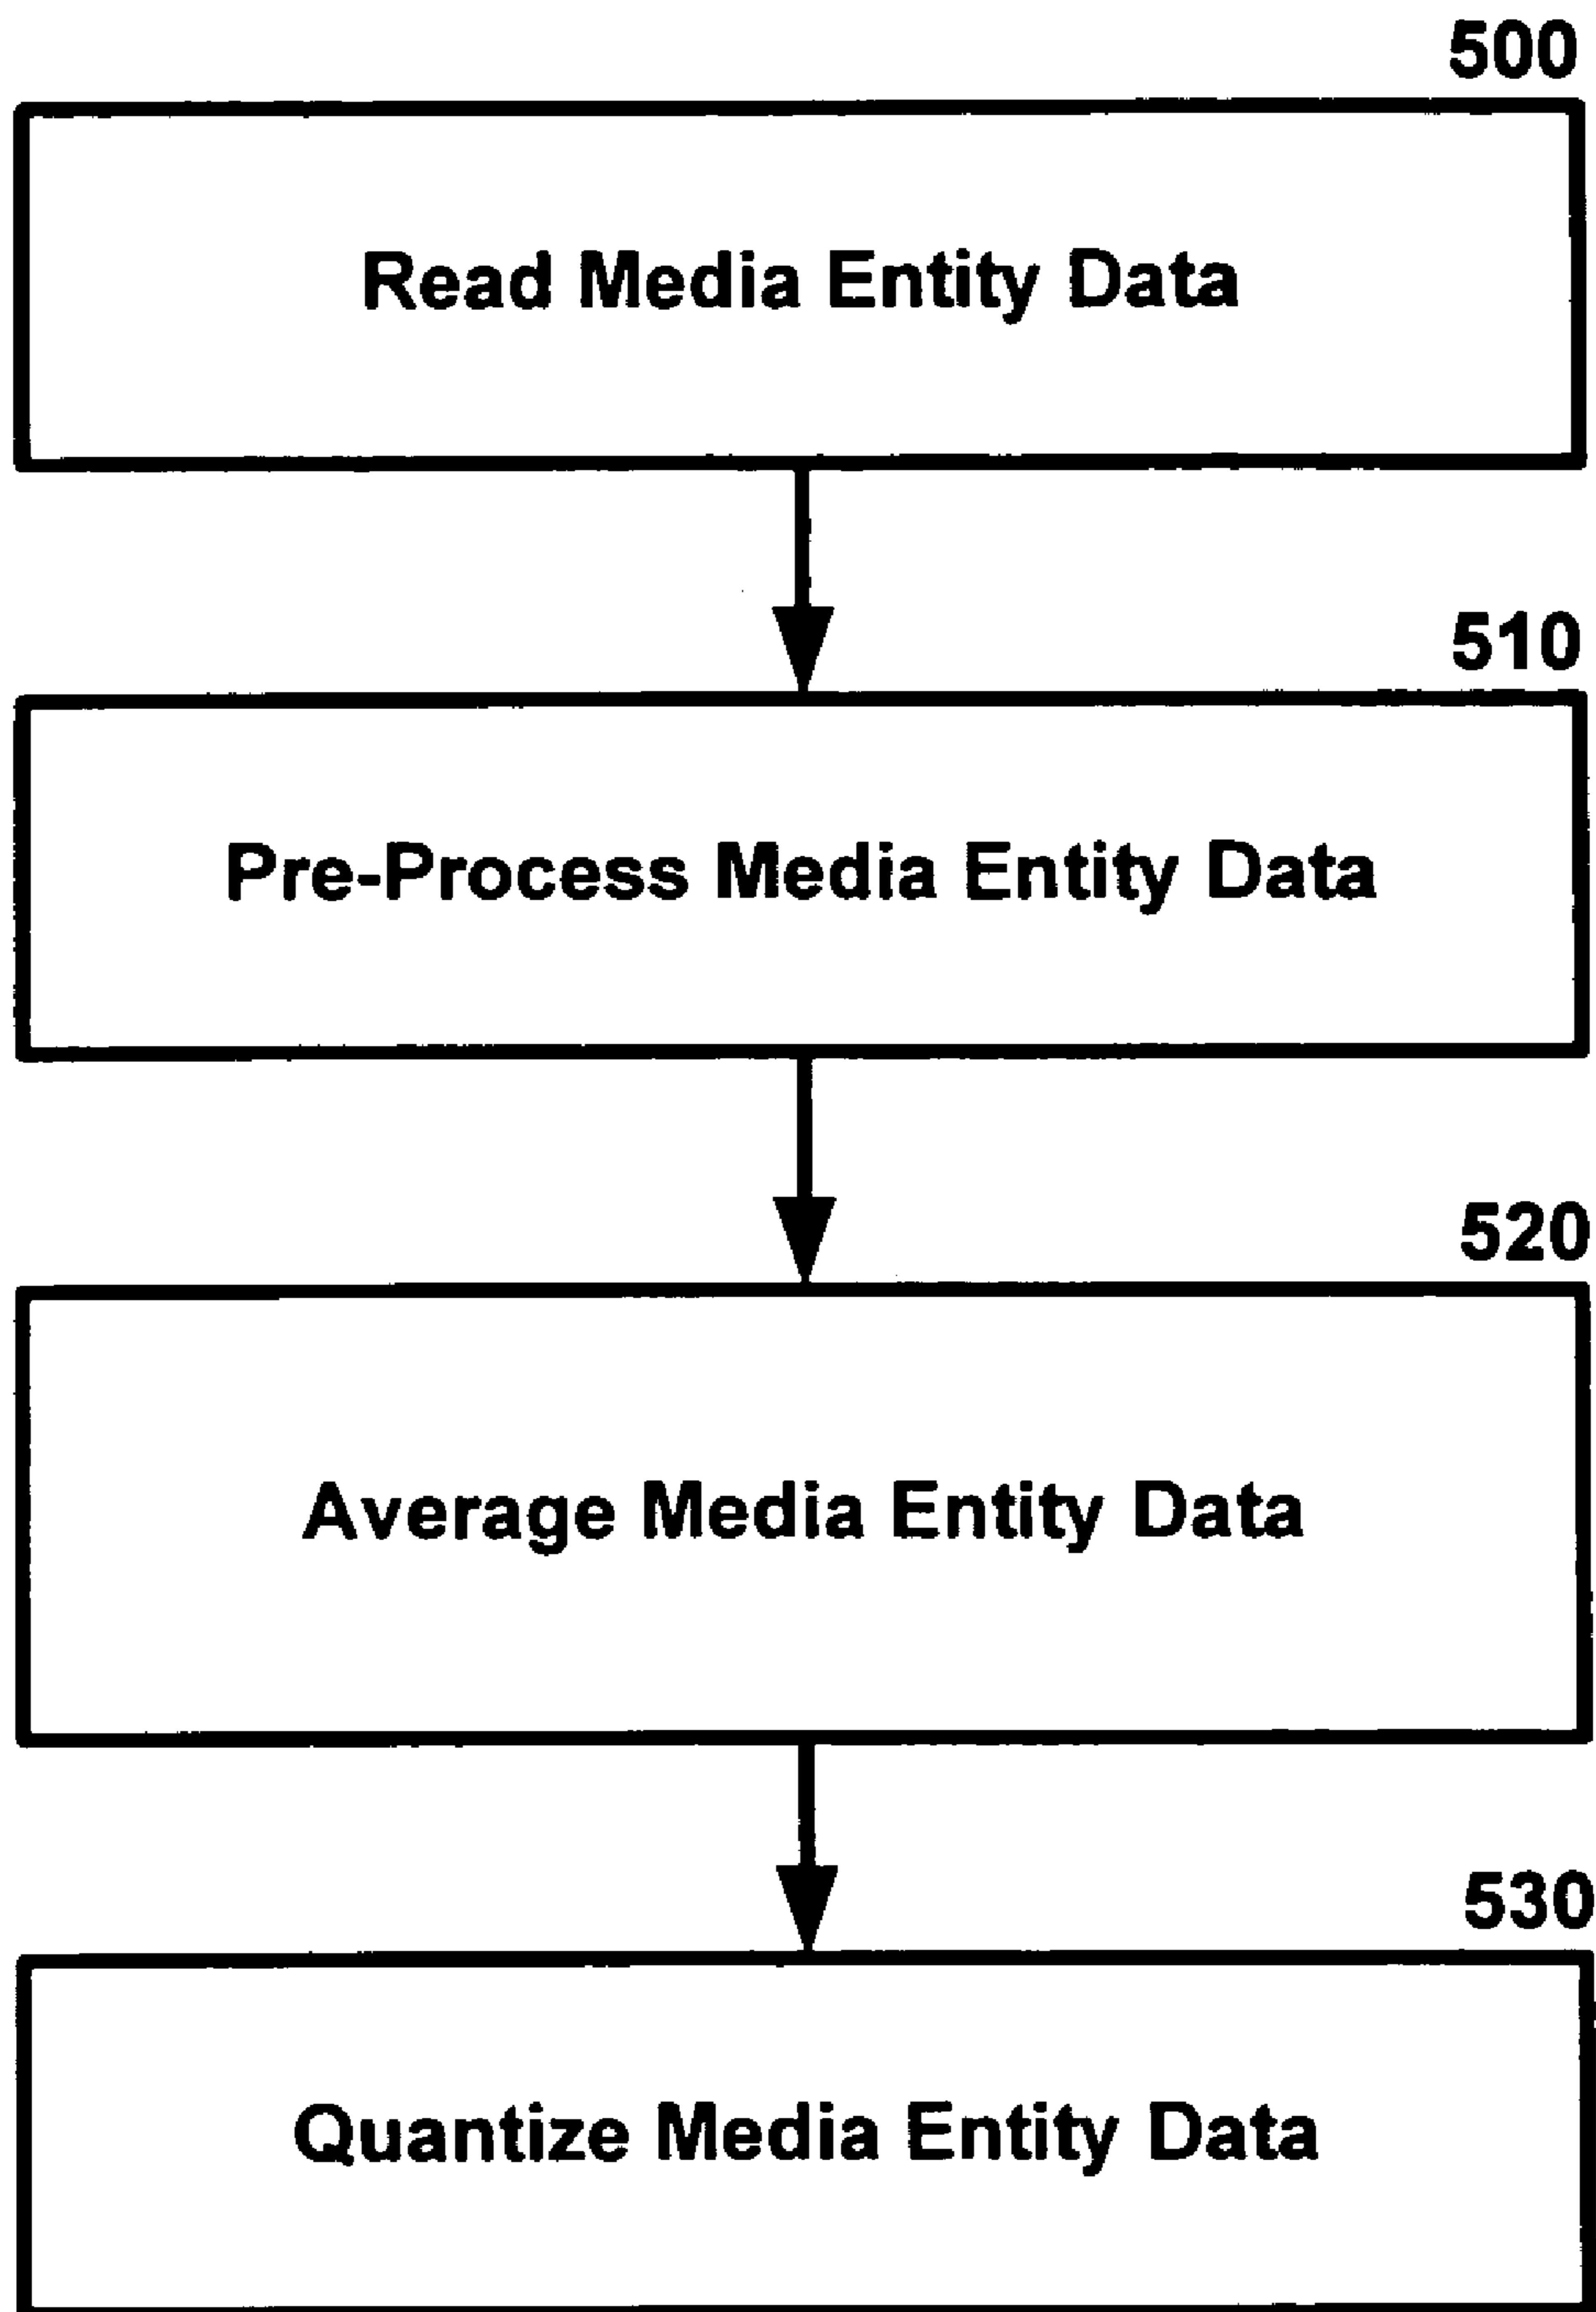 500
Read Media Entity Data
510
Pre-Process Media Entity Data
520
Average Media Entity Data
530
Quantize Media Entity Data